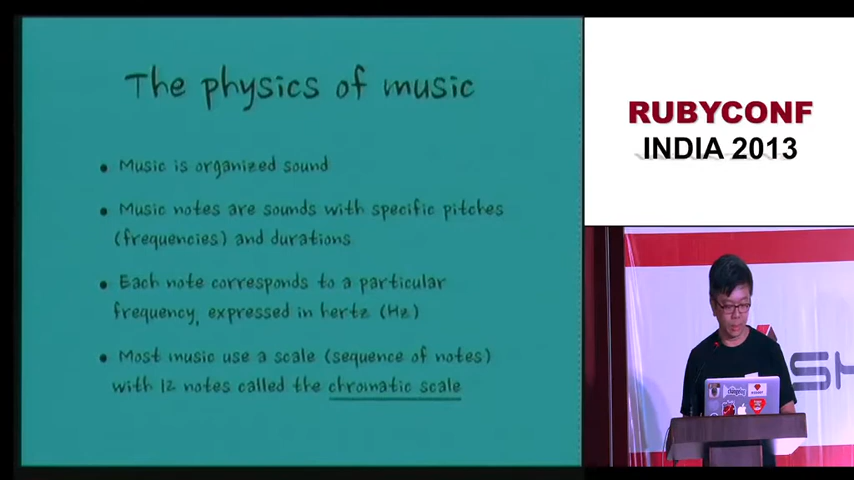 The physics of music
• Music is organized sound
• Music notes are sounds with specific pitches
(frequencies) and durations
• Each note corresponds to a particular
frequency, expressed in hertz (Hz)
• Most music use a scale (sequence of notes)
with 12 notes called the chromatic scale
RUBYCONF
INDIA 2013
SH